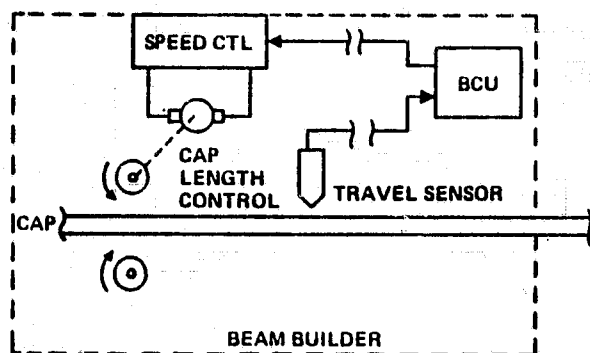 SPEED CTL
BCU
CAP
LENGTH
CONTROL
TRAVEL SENSOR
CAP
BEAM BUILDER